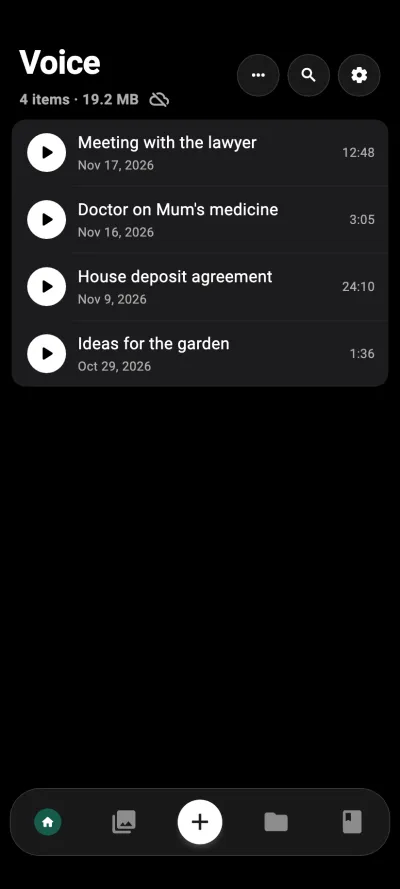 Voice
4 items · 19.2 MB
Meeting with the lawyer
12:48
Nov 17, 2026
Doctor on Mum's medicine
3:05
Nov 16, 2026
House deposit agreement
24:10
Nov 9, 2026
Ideas for the garden
1:36
Oct 29, 2026